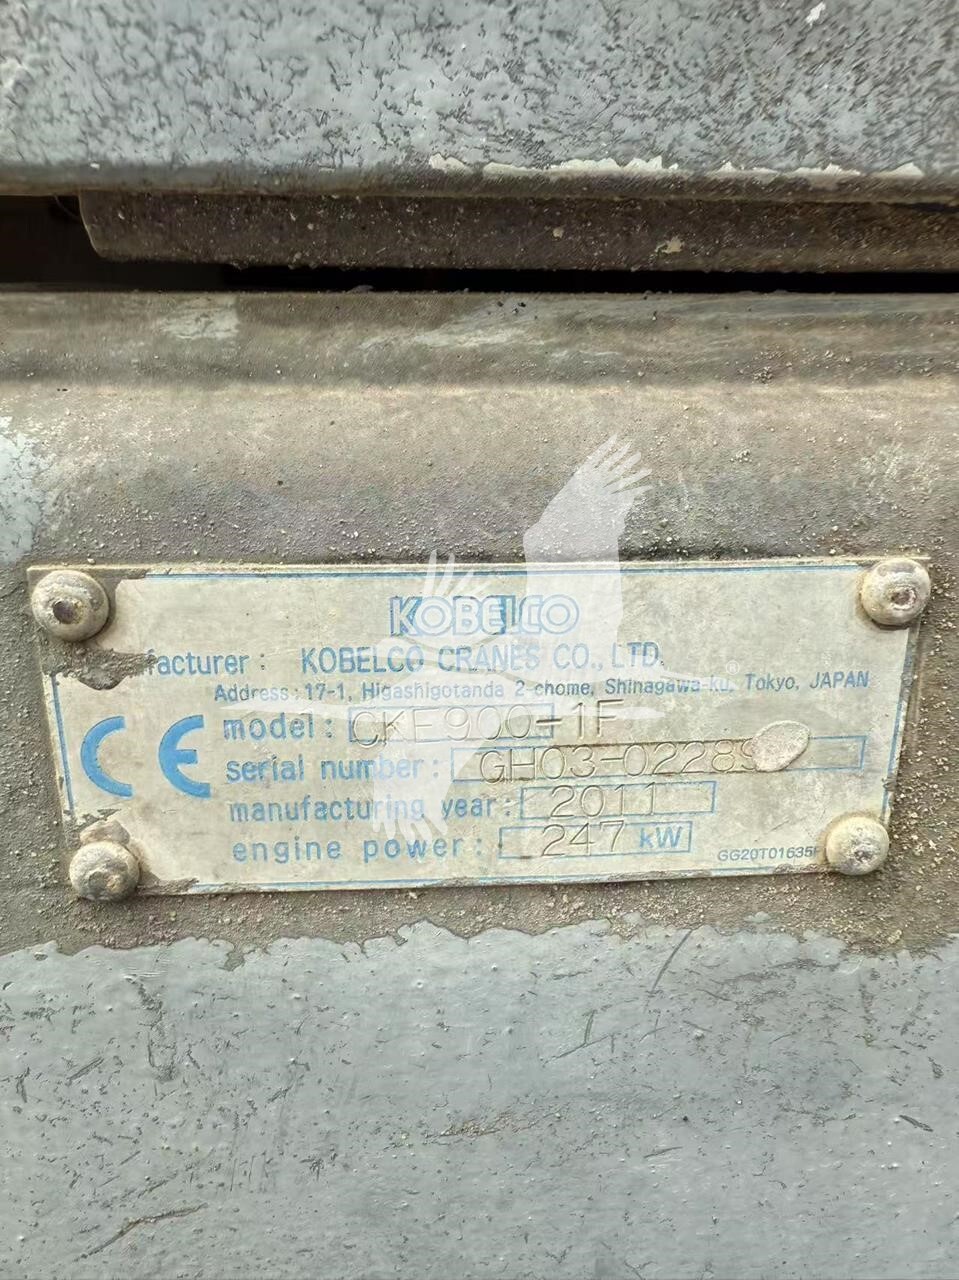 KOBELCO
facturer : KOBELCO CRANES CO., LTD.
Address : 17-1, Higashigotanda 2-chome, Shinagawa-ku, Tokyo, JAPAN
CE
model : CKE900-1F
serial number : GH03-02289
manufacturing year : 2011
engine power : 247 kW
GG20T01635